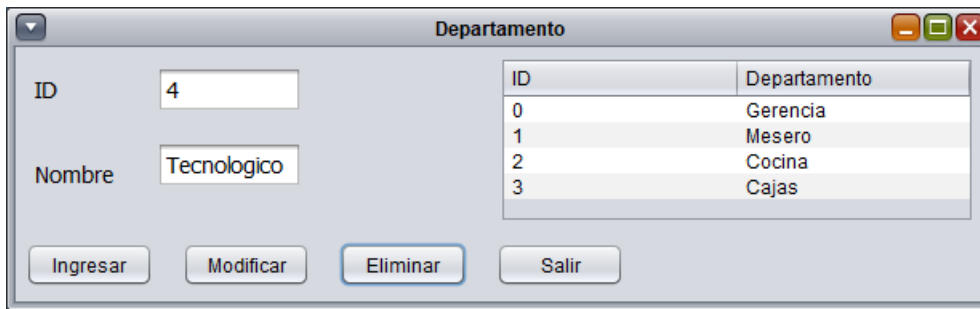 Departamento
ID 4
Nombre Tecnologico
ID Departamento
0 Gerencia
1 Mesero
2 Cocina
3 Cajas
Ingresar Modificar Eliminar Salir